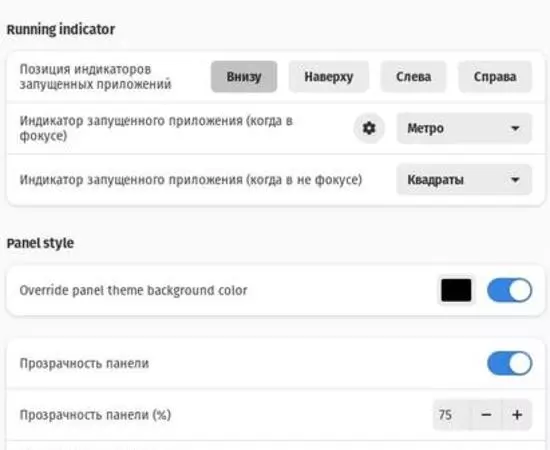 Running indicator
Позиция индикаторов
запущенных приложений
Внизу
Наверху
Слева
Справа
Индикатор запущенного приложения (когда в
фокусе)
Метро
Индикатор запущенного приложения (когда в не фокусе)
Квадраты
Panel style
Override panel theme background color
Прозрачность панели
Прозрачность панели (%)
75 − +